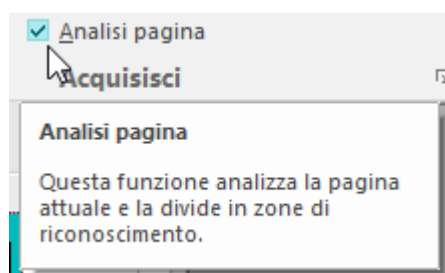 Analisi pagina
Acquisisci
Analisi pagina
Questa funzione analizza la pagina
attuale e la divide in zone di
riconoscimento.